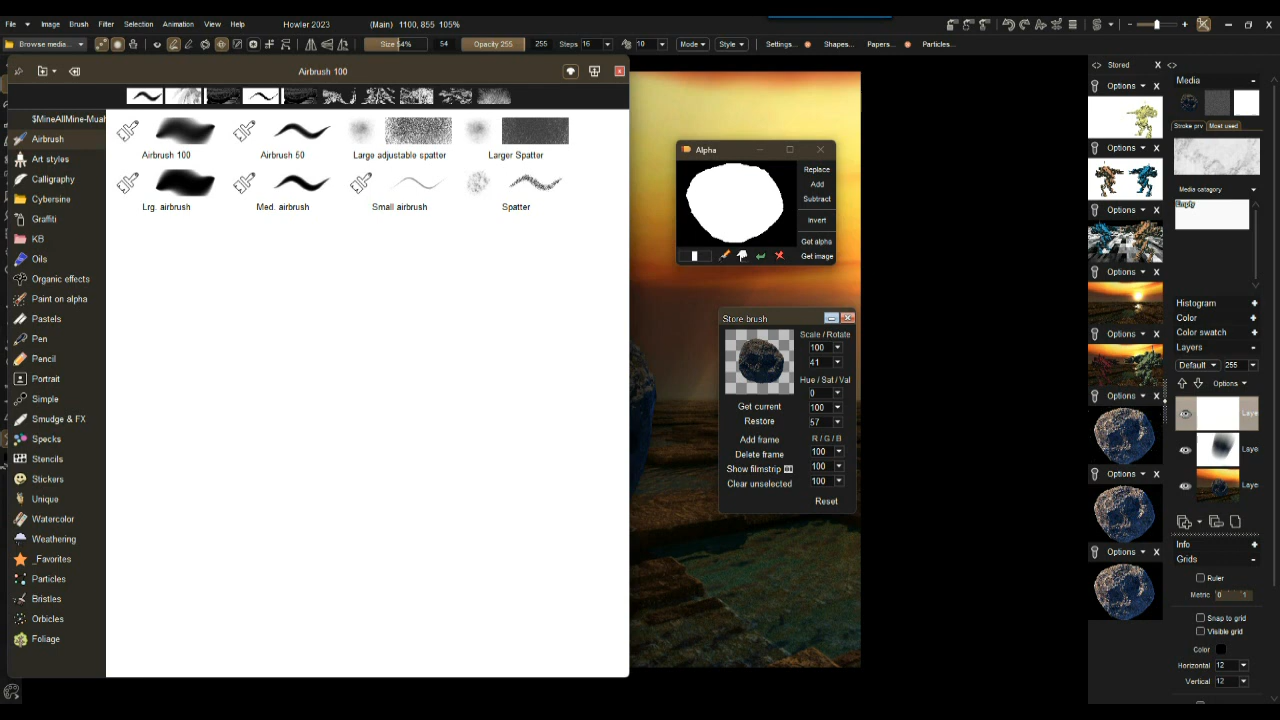 File Image Brush Filter Selection Animation View Help Howler 2023 (Main) 1100, 855 105%
Browse media... Size 54% 54 Opacity 255 255 Steps 16 10 Mode Style Settings... Shapes... Papers... Particles...
Airbrush 100
$MineAllMine-Muah
Airbrush
Art styles
Calligraphy
Cybersine
Graffiti
KB
Oils
Organic effects
Paint on alpha
Pastels
Pen
Pencil
Portrait
Simple
Smudge & FX
Specks
Stencils
Stickers
Unique
Watercolor
Weathering
_Favorites
Particles
Bristles
Orbicles
Foliage
Airbrush 100 Airbrush 50 Large adjustable spatter Larger Spatter
Lrg. airbrush Med. airbrush Small airbrush Spatter
Alpha
Replace
Add
Subtract
Invert
Get alpha
Get image
Store brush
Scale / Rotate
100
41
Hue / Sat / Val
0
Get current 100
Restore 57
Add frame R / G / B
Delete frame 100
Show filmstrip 100
Clear unselected 100
Reset
Stored X
Options X
Options X
Options X
Options X
Options X
Options X
Options X
Options X
Media
Stroke prv Most used
Media catagory
Empty
Histogram
Color
Color swatch
Layers
Default 255
Options
Laye
Laye
Laye
Info
Grids
Ruler
Metric 0 1
Snap to grid
Visible grid
Color
Horizontal 12
Vertical 12